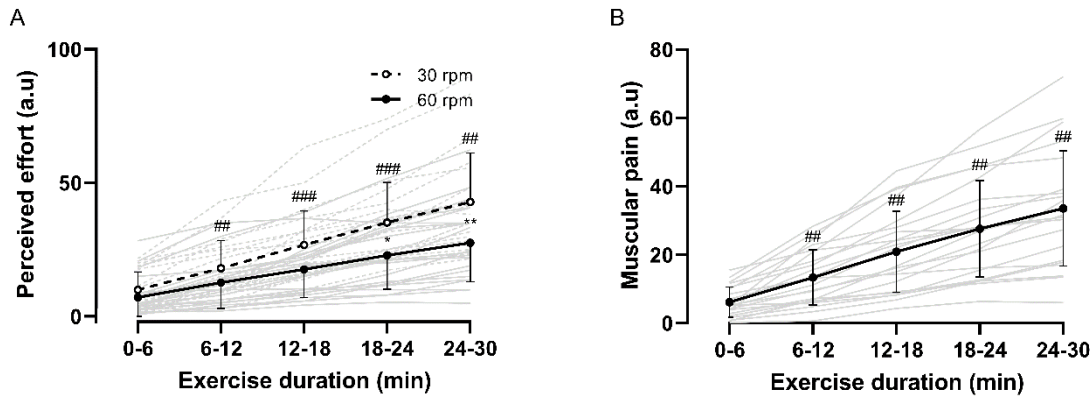 A
100
50
0
Perceived effort (a.u)
30 rpm
60 rpm
##
###
###
##
*
**
0-6 6-12 12-18 18-24 24-30
Exercise duration (min)
B
80
60
40
20
0
Muscular pain (a.u)
##
##
##
##
0-6 6-12 12-18 18-24 24-30
Exercise duration (min)